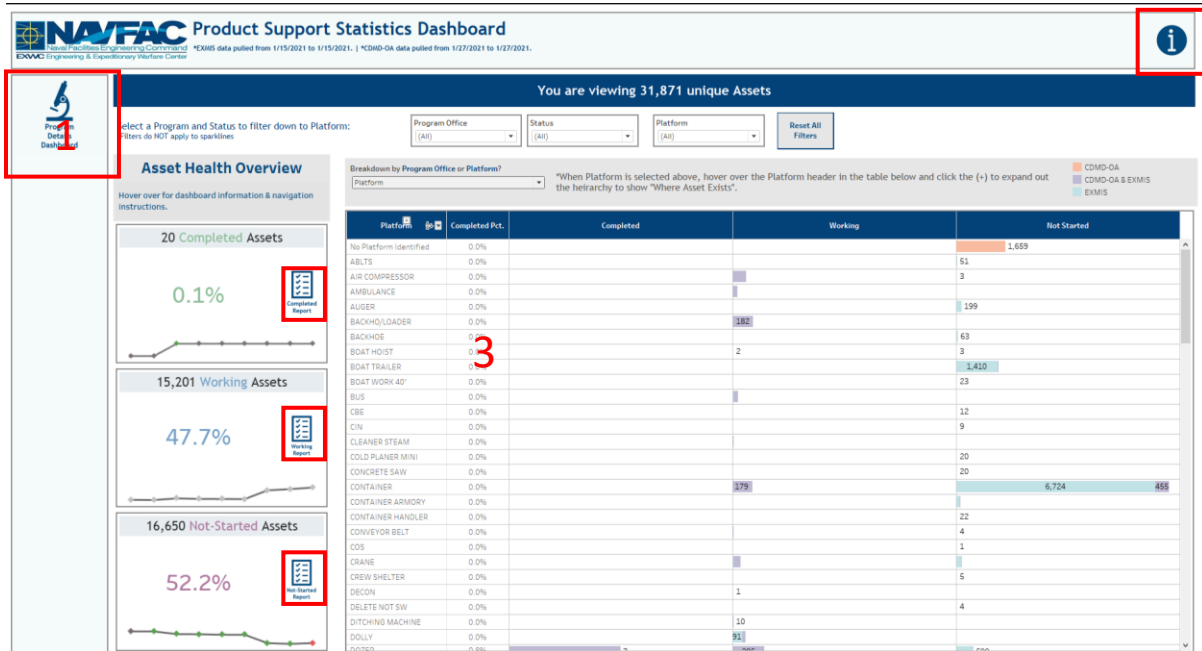 NAVFAC
Naval Facilities Engineering Command
EXWC Engineering & Expeditionary Warfare Center
Product Support Statistics Dashboard
*EXMIS data pulled from 1/15/2021 to 1/15/2021. | *CDMD-OA data pulled from 1/27/2021 to 1/27/2021.
i
Program
Details
Dashboard
1
You are viewing 31,871 unique Assets
Select a Program and Status to filter down to Platform:
*Filters do NOT apply to sparklines
Program Office
(All)
Status
(All)
Platform
(All)
Reset All
Filters
Asset Health Overview
Hover over for dashboard information & navigation
instructions.
Breakdown by Program Office or Platform?
Platform
*When Platform is selected above, hover over the Platform header in the table below and click the (+) to expand out
the heirarchy to show "Where Asset Exists".
CDMD-OA
CDMD-OA & EXMIS
EXMIS
20 Completed Assets
0.1%
Completed
Report
15,201 Working Assets
47.7%
Working
Report
16,650 Not-Started Assets
52.2%
Not-Started
Report
3
Platform Completed Pct. Completed Working Not Started
No Platform Identified 0.0% 1,659
ABLTS 0.0% 51
AIR COMPRESSOR 0.0% 3
AMBULANCE 0.0%
AUGER 0.0% 199
BACKHO/LOADER 0.0% 182
BACKHOE 0.0% 63
BOAT HOIST 0.0% 2 3
BOAT TRAILER 0.0% 1,410
BOAT WORK 40' 0.0% 23
BUS 0.0%
CBE 0.0% 12
CIN 0.0% 9
CLEANER STEAM 0.0%
COLD PLANER MINI 0.0% 20
CONCRETE SAW 0.0% 20
CONTAINER 0.0% 179 6,724 455
CONTAINER ARMORY 0.0%
CONTAINER HANDLER 0.0% 22
CONVEYOR BELT 0.0% 4
COS 0.0% 1
CRANE 0.0%
CREW SHELTER 0.0% 5
DECON 0.0% 1
DELETE NOT SW 0.0% 4
DITCHING MACHINE 0.0% 10
DOLLY 0.0% 91